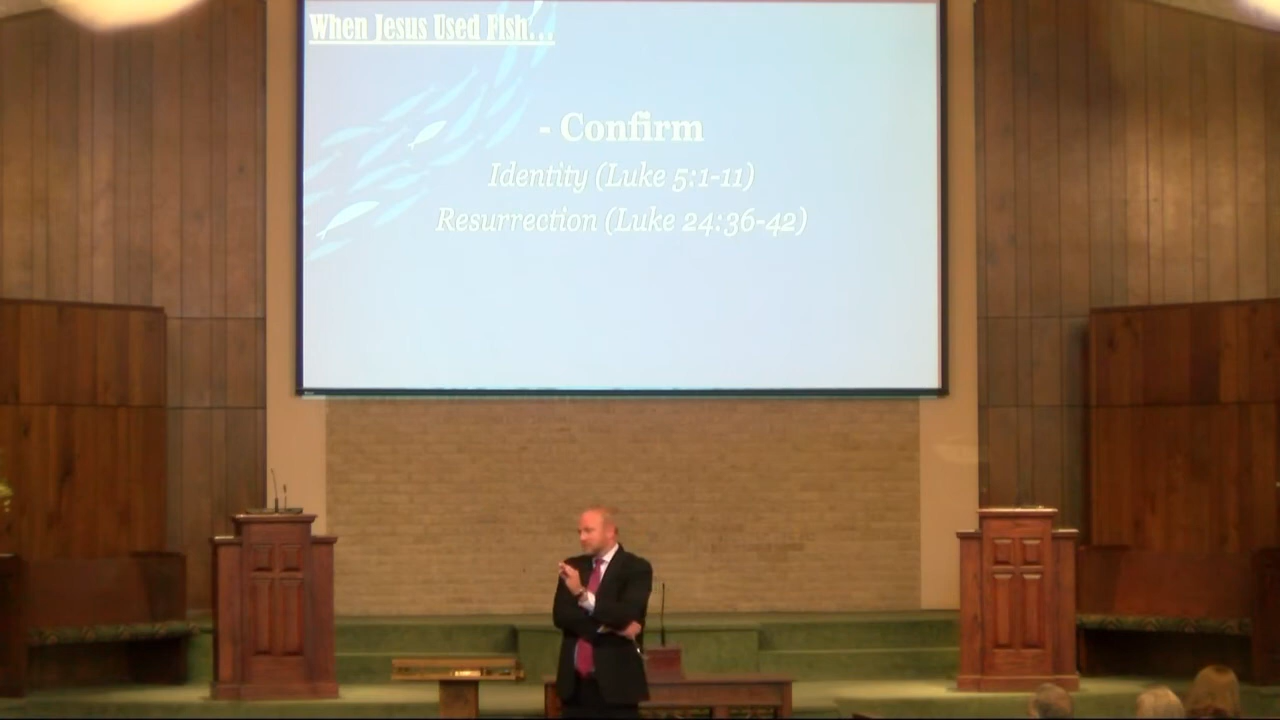 When Jesus Used Fish...
- Confirm
Identity (Luke 5:1-11)
Resurrection (Luke 24:36-42)